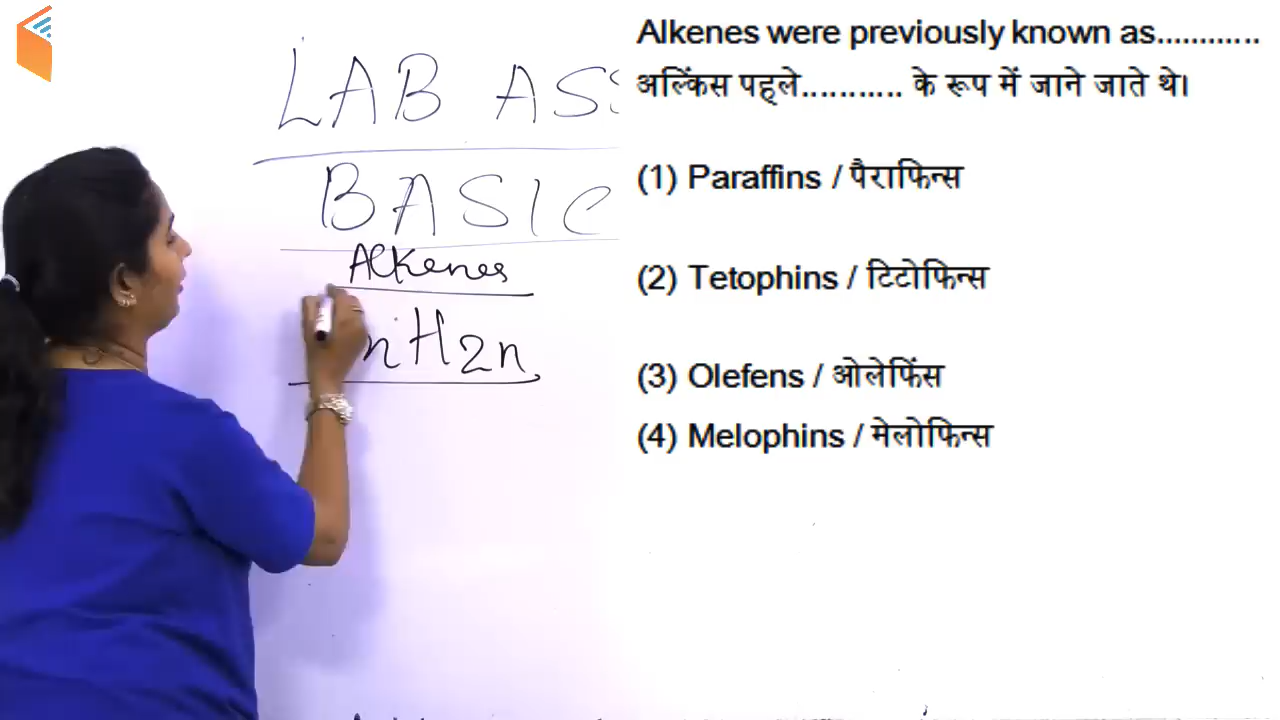 LAB ASS
BASIC
Alkenes
nH2n
Alkenes were previously known as............
अल्किंस पहले........... के रूप में जाने जाते थे।
(1) Paraffins / पैराफिन्स
(2) Tetophins / टिटोफिन्स
(3) Olefens / ओलेफिंस
(4) Melophins / मेलोफिन्स